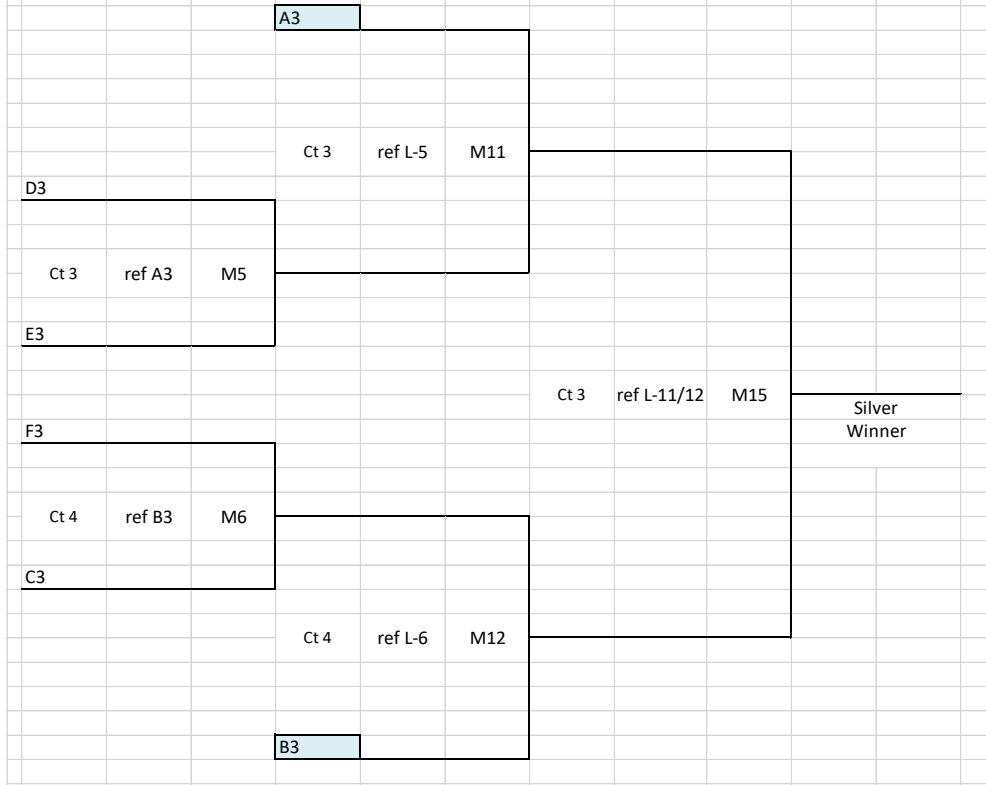 A3
Ct 3 ref L-5 M11
D3
Ct 3 ref A3 M5
E3
Ct 3 ref L-11/12 M15
Silver
Winner
F3
Ct 4 ref B3 M6
C3
Ct 4 ref L-6 M12
B3